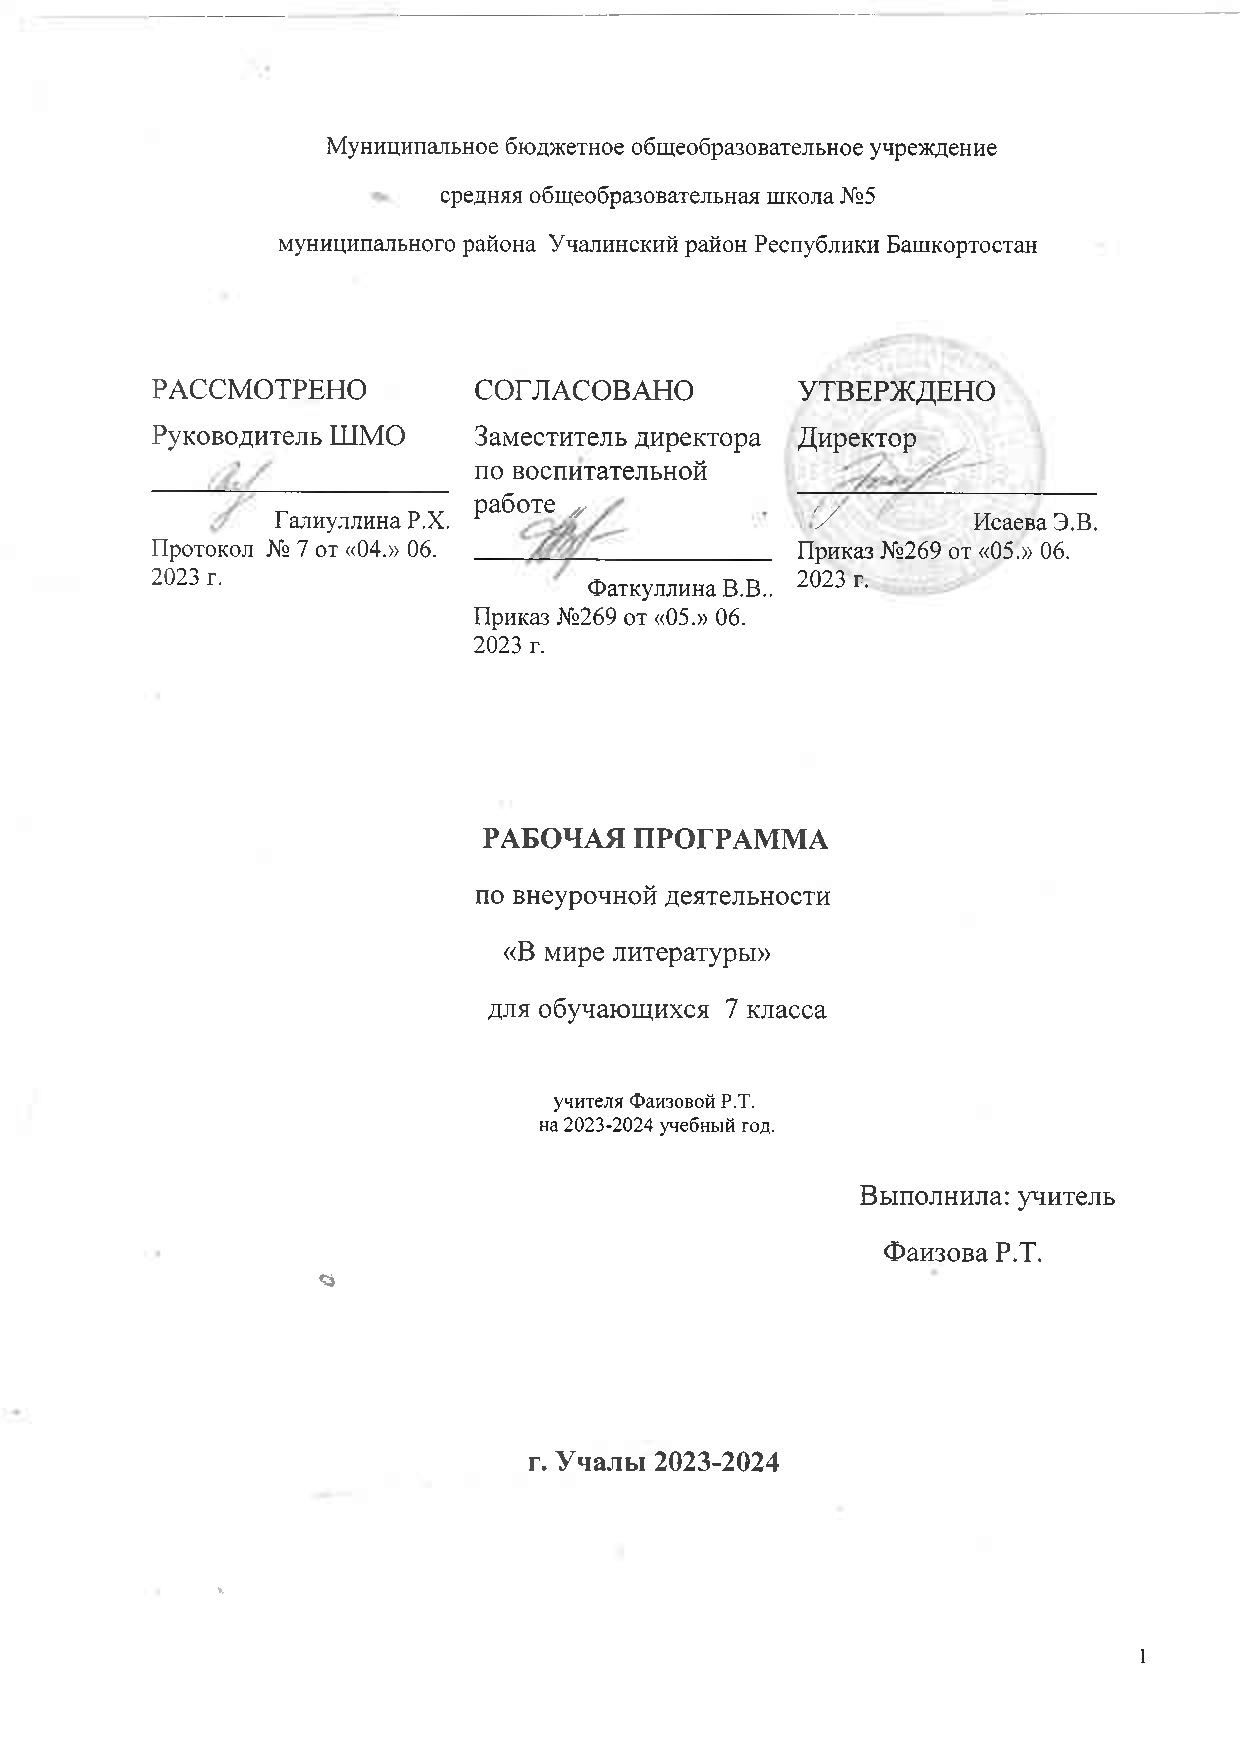 Муниципальное бюджетное общеобразовательное учреждение
средняя общеобразовательная школа №5
муниципального района Учалинский район Республики Башкортостан
РАССМОТРЕНО
Руководитель ШМО
Галиуллина Р.Х.
Протокол № 7 от «04.» 06.
2023 г.
СОГЛАСОВАНО
Заместитель директора
по воспитательной
работе
Фаткуллина В.В..
Приказ №269 от «05.» 06.
2023 г.
УТВЕРЖДЕНО
Директор
Исаева Э.В.
Приказ №269 от «05.» 06.
2023 г.
РАБОЧАЯ ПРОГРАММА
по внеурочной деятельности
«В мире литературы»
для обучающихся 7 класса
учителя Фаизовой Р.Т.
на 2023-2024 учебный год.
Выполнила: учитель
Фаизова Р.Т.
г. Учалы 2023-2024
1